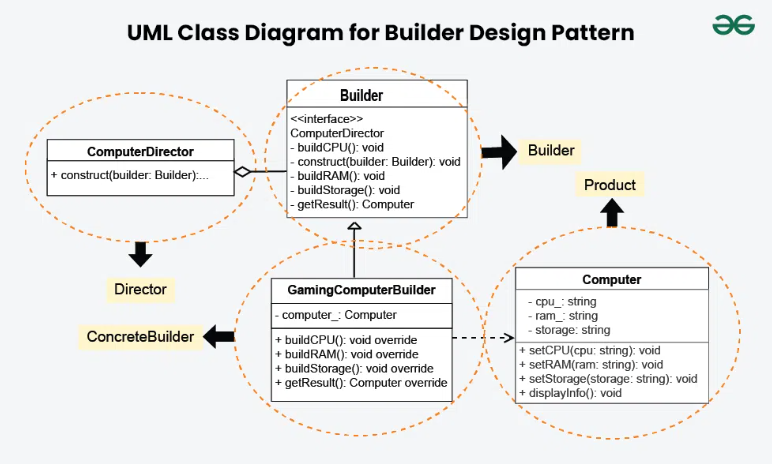 UML Class Diagram for Builder Design Pattern
Builder
<<interface>>
ComputerDirector
- buildCPU(): void
- construct(builder: Builder): void
- buildRAM(): void
- buildStorage(): void
- getResult(): Computer
ComputerDirector
+ construct(builder: Builder):...
Builder
Product
Director
ConcreteBuilder
GamingComputerBuilder
- computer_: Computer
+ buildCPU(): void override
+ buildRAM(): void override
+ buildStorage(): void override
+ getResult(): Computer override
Computer
- cpu_: string
- ram_: string
- storage: string
+ setCPU(cpu: string): void
+ setRAM(ram: string): void
+ setStorage(storage: string): void
+ displayInfo(): void